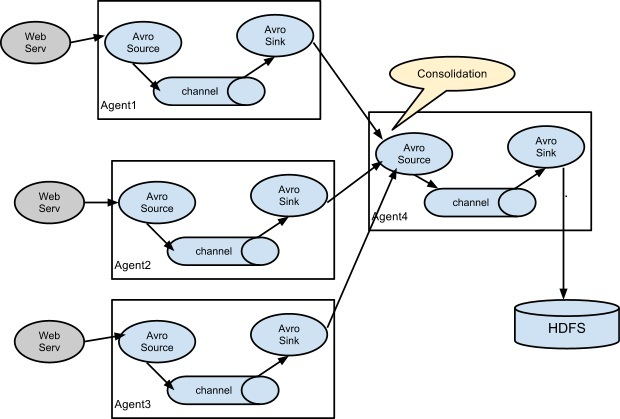 Web
Serv
Avro
Source
Avro
Sink
channel
Agent1
Consolidation
Web
Serv
Avro
Source
Avro
Sink
channel
Agent2
Avro
Source
Avro
Sink
channel
Agent4
Web
Serv
Avro
Source
Avro
Sink
channel
Agent3
HDFS